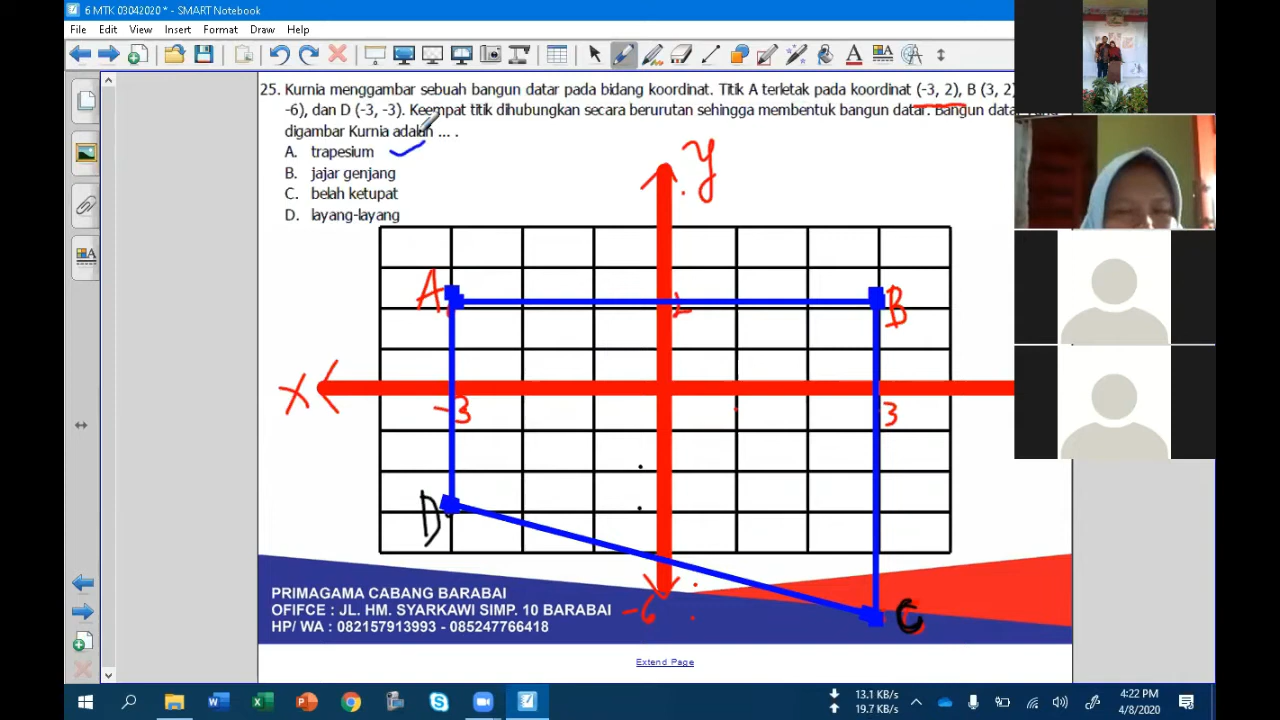 6 MTK 03042020 * - SMART Notebook
File Edit View Insert Format Draw Help
25. Kurnia menggambar sebuah bangun datar pada bidang koordinat. Titik A terletak pada koordinat (-3, 2), B (3, 2)
-6), dan D (-3, -3). Keempat titik dihubungkan secara berurutan sehingga membentuk bangun datar. Bangun
digambar Kurnia adalah ... .
A. trapesium
B. jajar genjang
C. belah ketupat
D. layang-layang
y
A
2
B
X
-3
3
D
-6
C
PRIMAGAMA CABANG BARABAI
OFIFCE : JL. HM. SYARKAWI SIMP. 10 BARABAI
HP/ WA : 082157913993 - 085247766418
Extend Page
13.1 KB/s
19.7 KB/s
4:22 PM
4/8/2020